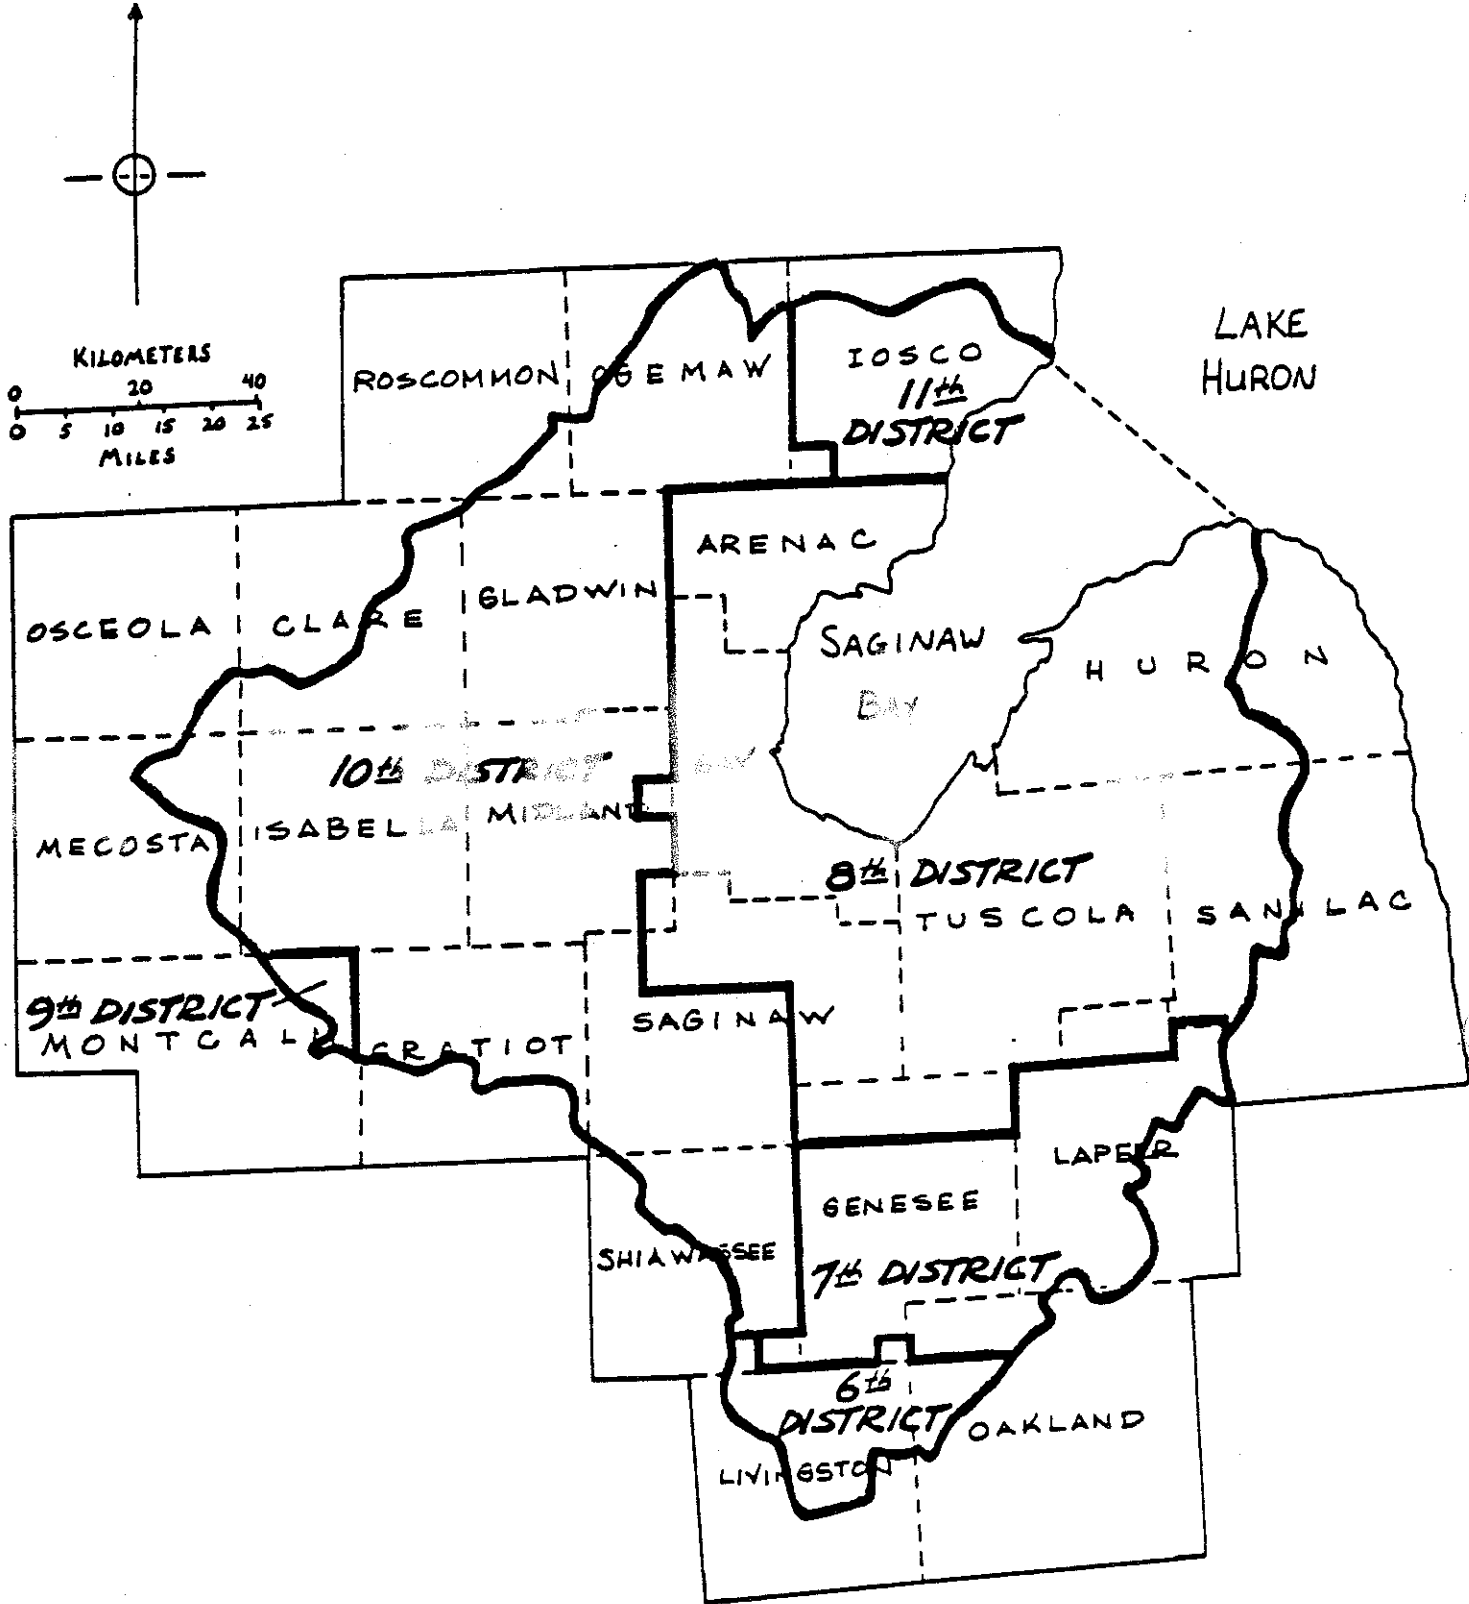 LAKE
HURON
KILOMETERS
0 20 40
0 5 10 15 20 25
MILES
ROSCOMMON
OGEMAW
IOSCO
11th
DISTRICT
ARENAC
OSCEOLA
CLARE
GLADWIN
SAGINAW
BAY
HURON
10th DISTRICT
BAY
MECOSTA
ISABELLA
MIDLAND
8th DISTRICT
TUSCOLA
SANILAC
9th DISTRICT
MONTCALM
GRATIOT
SAGINAW
LAPEER
GENESEE
SHIAWASSEE
7th DISTRICT
6th
DISTRICT
OAKLAND
LIVINGSTON